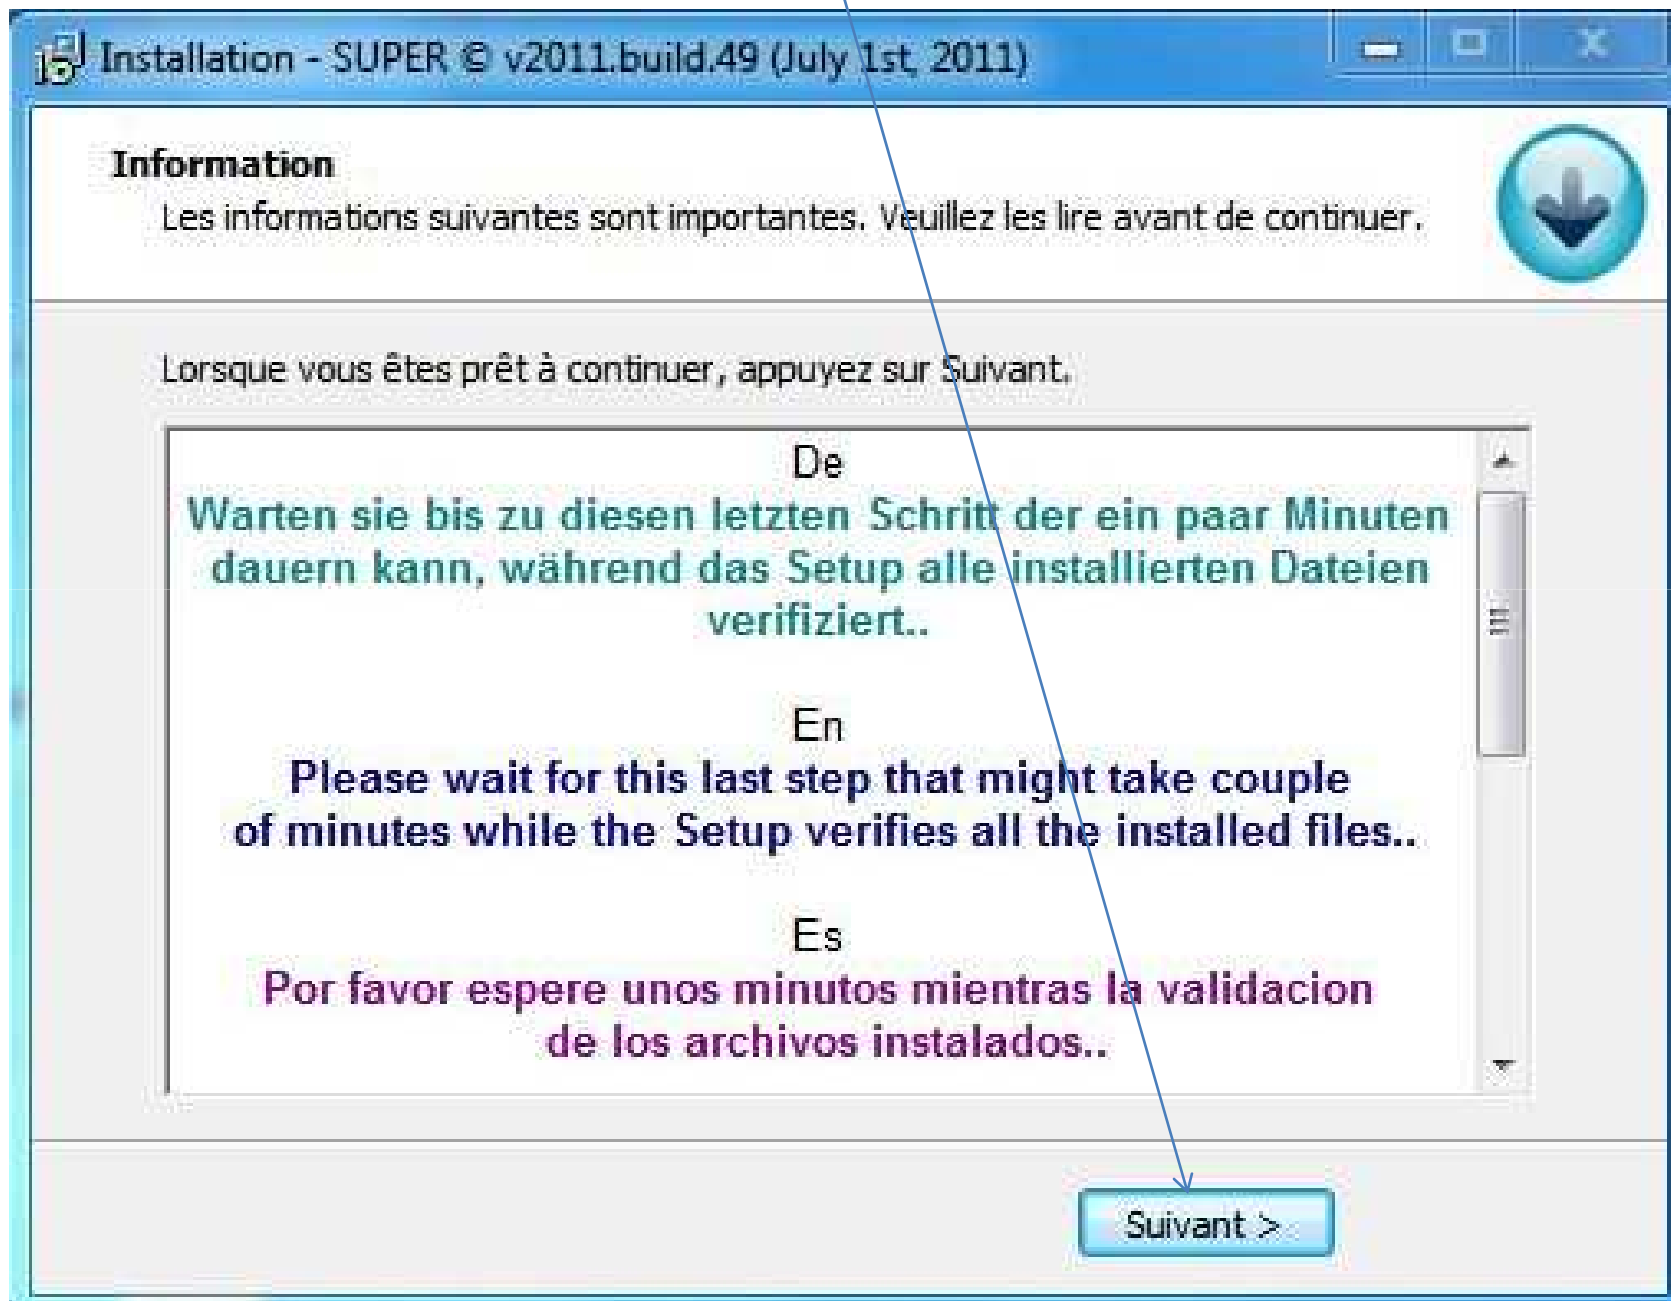 Installation - SUPER © v2011.build.49 (July 1st, 2011)
Information
Les informations suivantes sont importantes. Veuillez les lire avant de continuer.
Lorsque vous êtes prêt à continuer, appuyez sur Suivant.
De
Warten sie bis zu diesen letzten Schritt der ein paar Minuten
dauern kann, während das Setup alle installierten Dateien
verifiziert..
En
Please wait for this last step that might take couple
of minutes while the Setup verifies all the installed files..
Es
Por favor espere unos minutos mientras la validacion
de los archivos instalados..
Suivant >